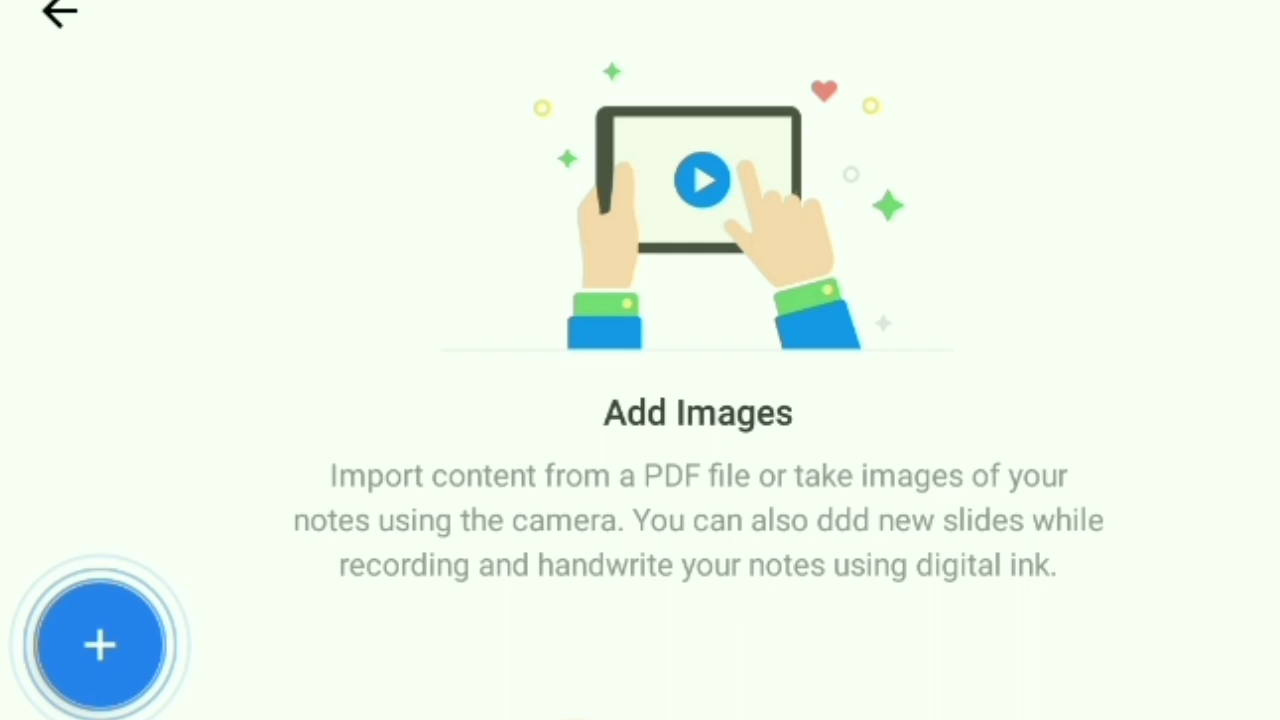 Add Images
Import content from a PDF file or take images of your
notes using the camera. You can also ddd new slides while
recording and handwrite your notes using digital ink.